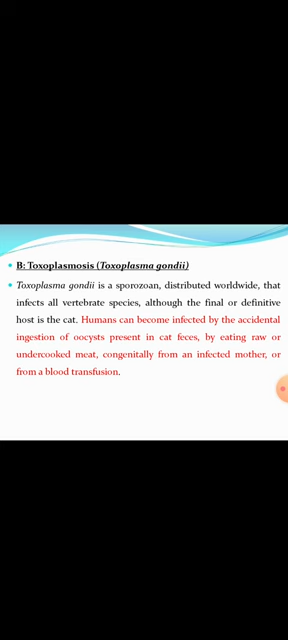 B: Toxoplasmosis (Toxoplasma gondii)
Toxoplasma gondii is a sporozoan, distributed worldwide, that
infects all vertebrate species, although the final or definitive
host is the cat. Humans can become infected by the accidental
ingestion of oocysts present in cat feces, by eating raw or
undercooked meat, congenitally from an infected mother, or
from a blood transfusion.